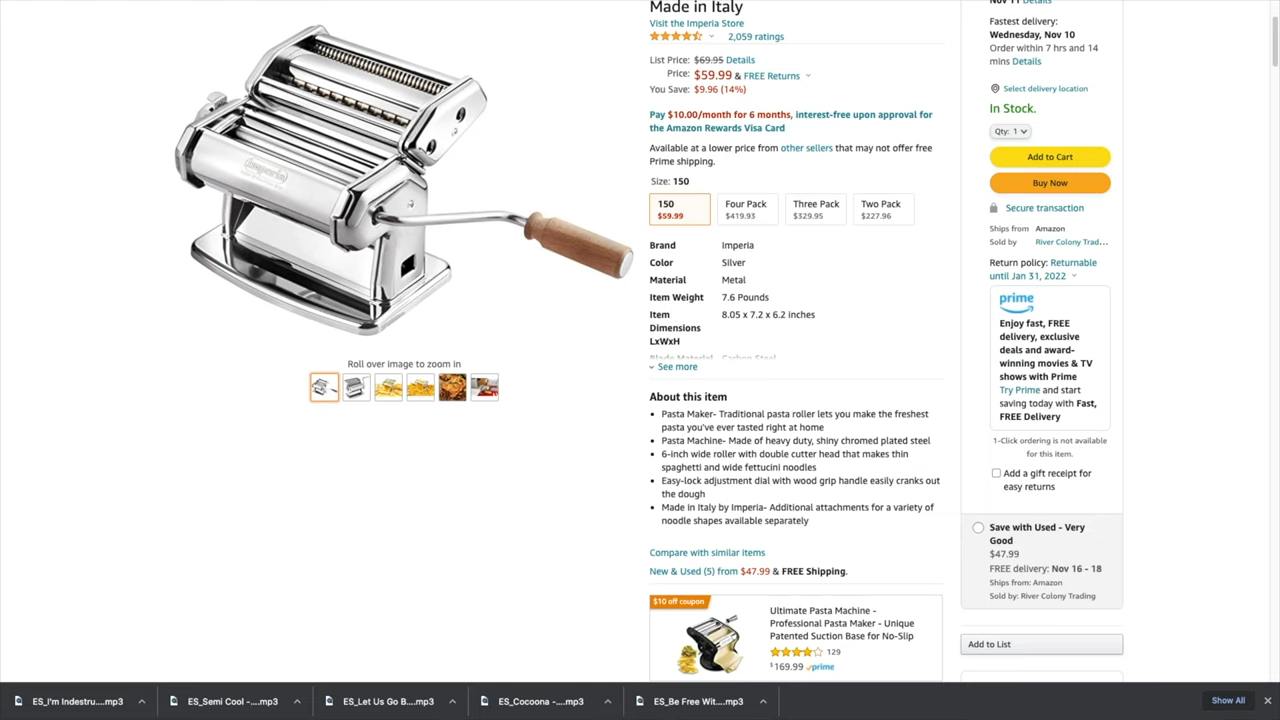 Made in Italy
Visit the Imperia Store
2,059 ratings
List Price: $69.95 Details
Price: $59.99 & FREE Returns
You Save: $9.96 (14%)
Pay $10.00/month for 6 months, interest-free upon approval for
the Amazon Rewards Visa Card
Available at a lower price from other sellers that may not offer free
Prime shipping.
Size: 150
150
$59.99
Four Pack
$419.93
Three Pack
$329.95
Two Pack
$227.96
Brand Imperia
Color Silver
Material Metal
Item Weight 7.6 Pounds
Item 8.05 x 7.2 x 6.2 inches
Dimensions
LxWxH
Blade Material Carbon Steel
See more
About this item
Pasta Maker- Traditional pasta roller lets you make the freshest
pasta you've ever tasted right at home
Pasta Machine- Made of heavy duty, shiny chromed plated steel
6-inch wide roller with double cutter head that makes thin
spaghetti and wide fettucini noodles
Easy-lock adjustment dial with wood grip handle easily cranks out
the dough
Made in Italy by Imperia- Additional attachments for a variety of
noodle shapes available separately
Compare with similar items
New & Used (5) from $47.99 & FREE Shipping.
$10 off coupon
Ultimate Pasta Machine -
Professional Pasta Maker - Unique
Patented Suction Base for No-Slip
129
$169.99 prime
Imperia
Roll over image to zoom in
Nov 11 Details
Fastest delivery:
Wednesday, Nov 10
Order within 7 hrs and 14
mins Details
Select delivery location
In Stock.
Qty: 1
Add to Cart
Buy Now
Secure transaction
Ships from Amazon
Sold by River Colony Trad...
Return policy: Returnable
until Jan 31, 2022
prime
Enjoy fast, FREE
delivery, exclusive
deals and award-
winning movies & TV
shows with Prime
Try Prime and start
saving today with Fast,
FREE Delivery
1-Click ordering is not available
for this item.
Add a gift receipt for
easy returns
Save with Used - Very
Good
$47.99
FREE delivery: Nov 16 - 18
Ships from: Amazon
Sold by: River Colony Trading
Add to List
ES_I'm Indestru....mp3
ES_Semi Cool -....mp3
ES_Let Us Go B....mp3
ES_Cocoona -....mp3
ES_Be Free Wit....mp3
Show All